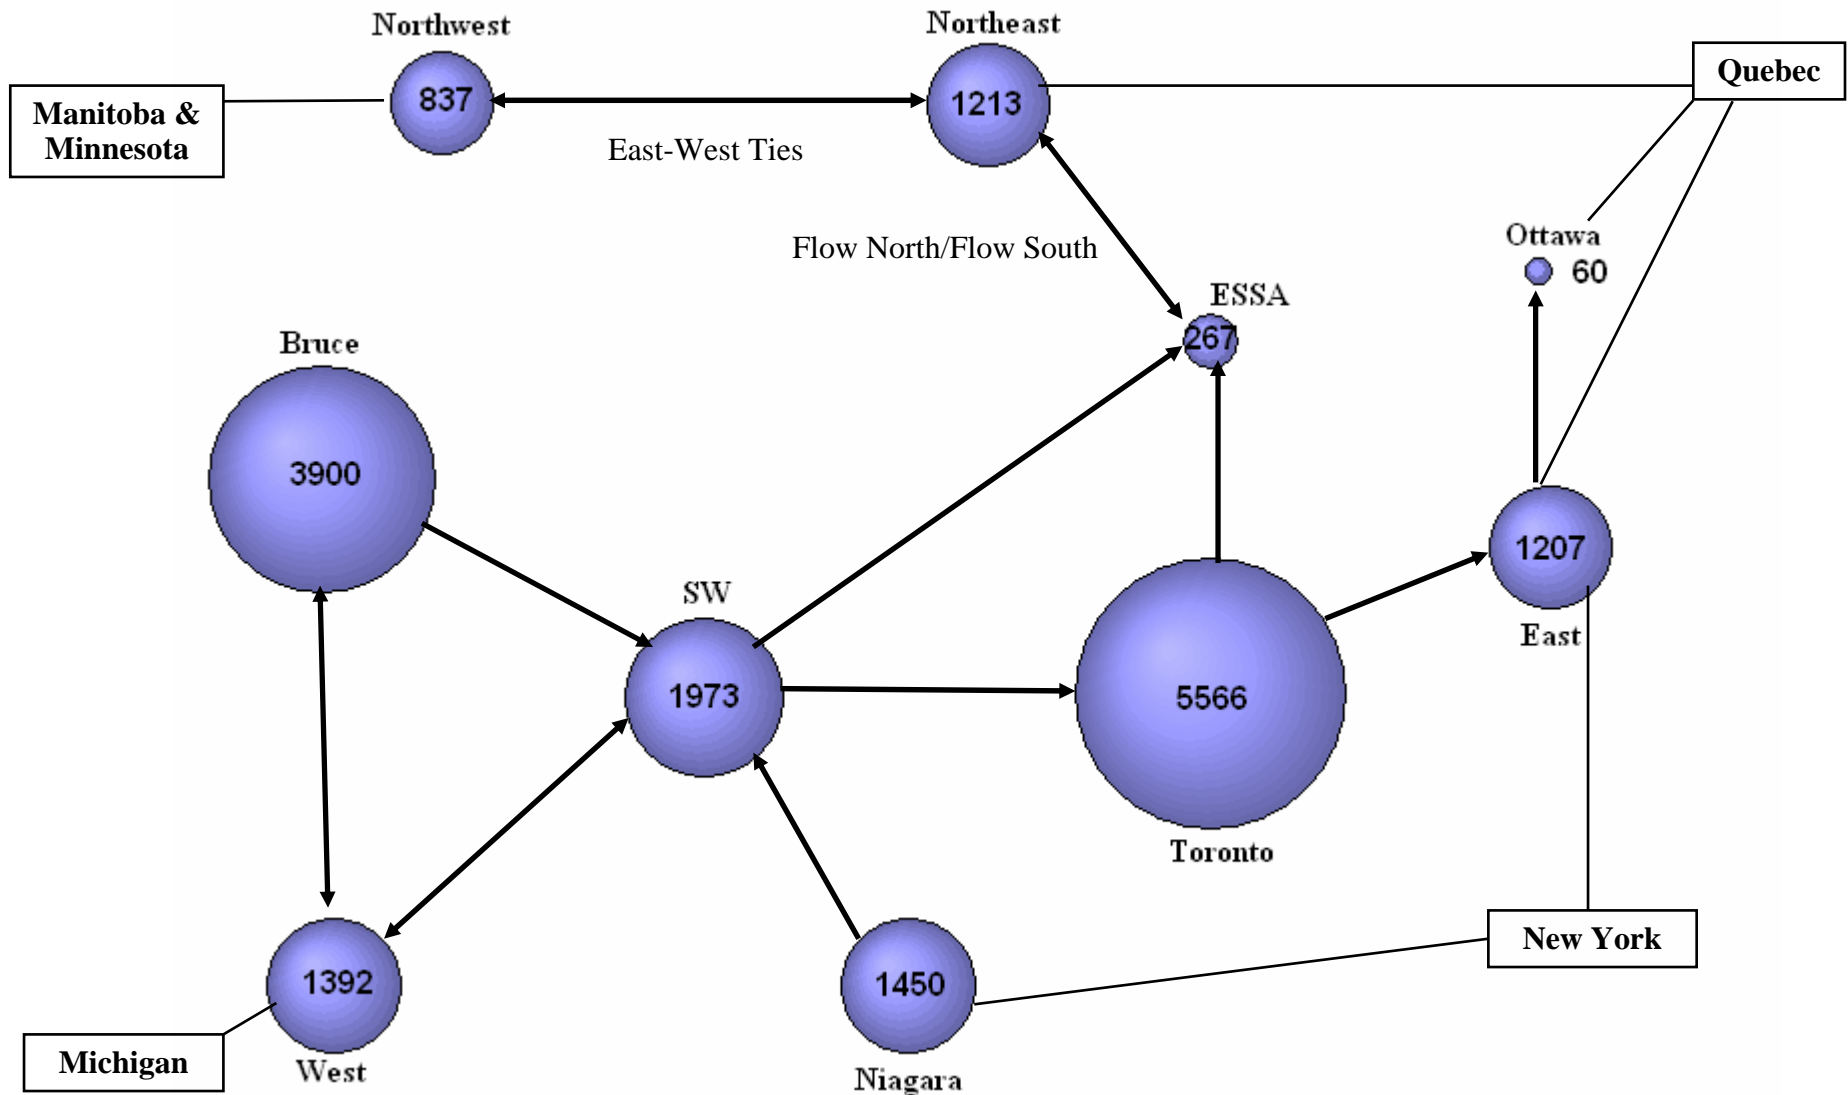 Northwest
Northeast
Quebec
Manitoba &
Minnesota
837
1213
East-West Ties
Flow North/Flow South
Ottawa
60
ESSA
267
Bruce
3900
1207
East
SW
1973
5566
Toronto
New York
1392
West
1450
Niagara
Michigan